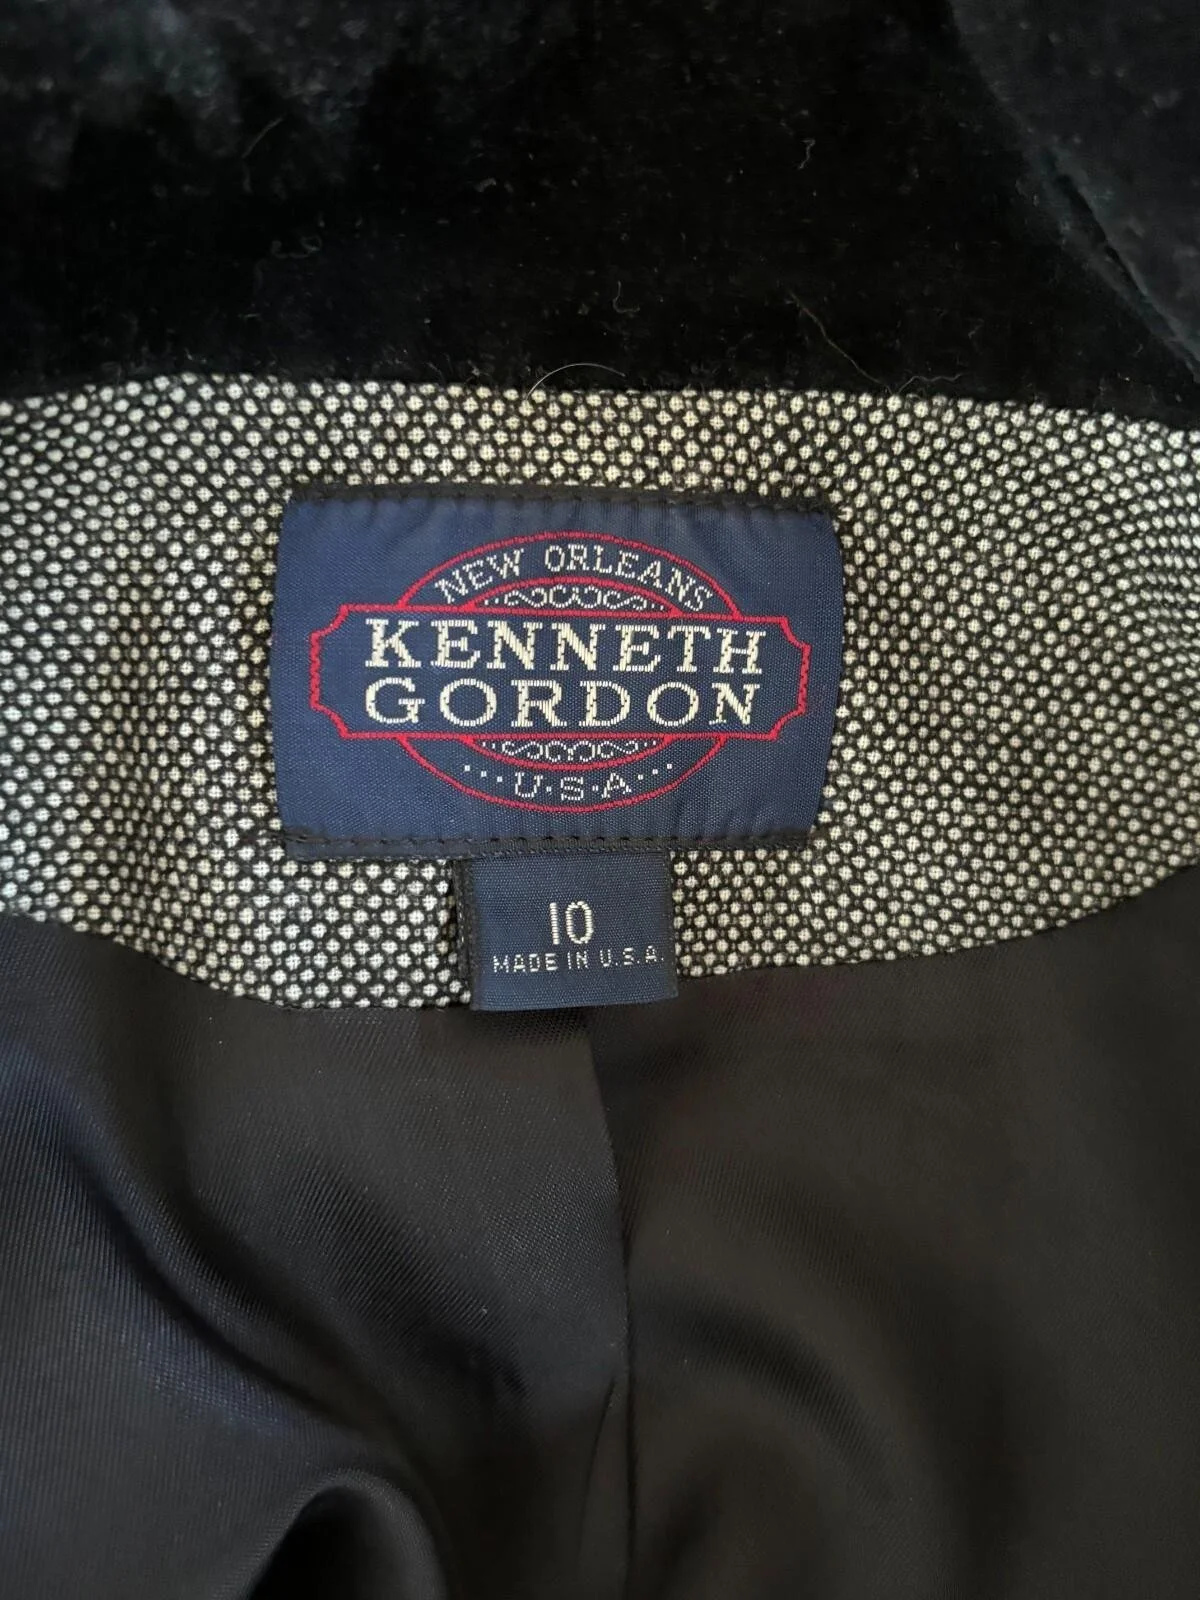 NEW ORLEANS
KENNETH
GORDON
U·S·A
10
MADE IN U.S.A.